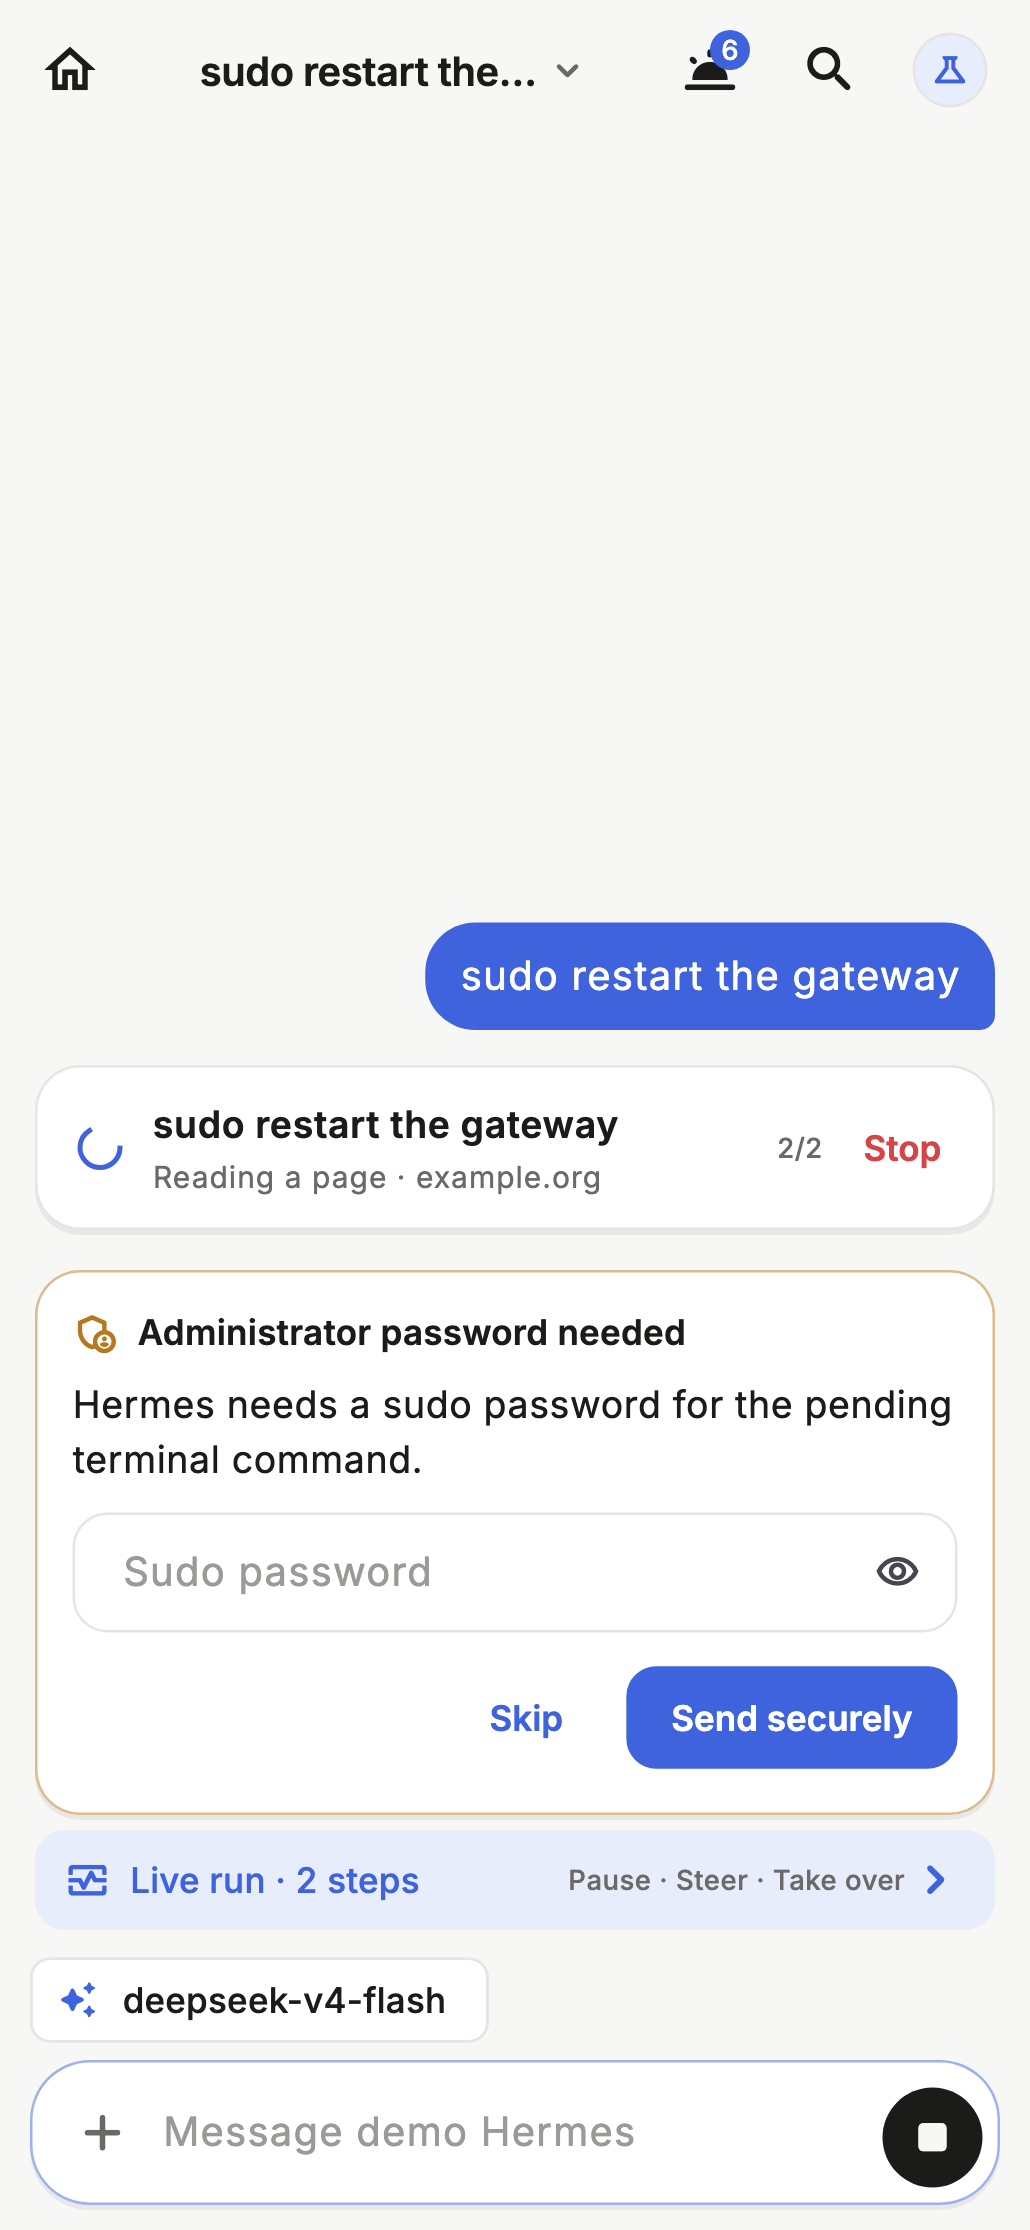 sudo restart the...
6
sudo restart the gateway
sudo restart the gateway
Reading a page · example.org
2/2
Stop
Administrator password needed
Hermes needs a sudo password for the pending
terminal command.
Sudo password
Skip
Send securely
Live run · 2 steps
Pause · Steer · Take over
deepseek-v4-flash
Message demo Hermes